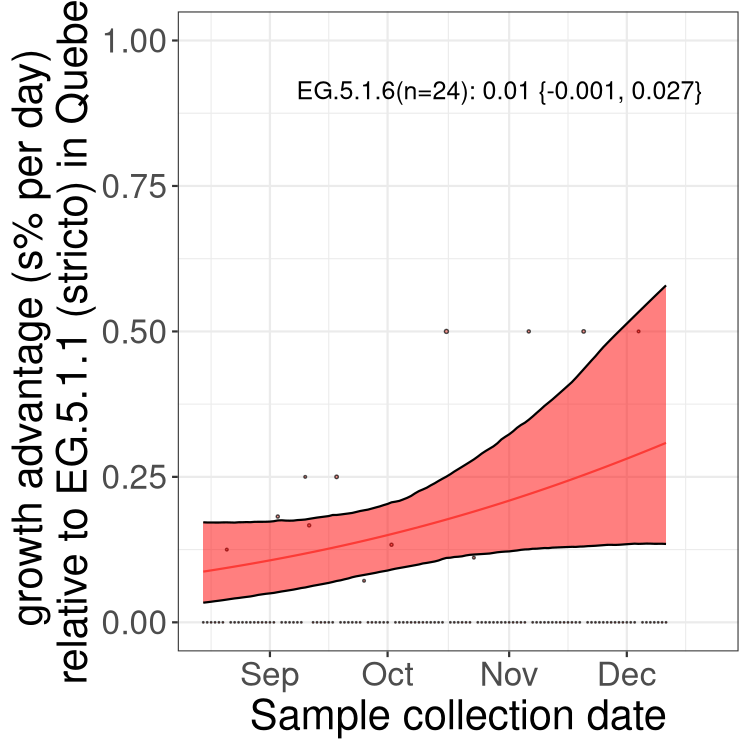 growth advantage (s% per day)
relative to EG.5.1.1 (stricto) in Quebe
1.00
0.75
0.50
0.25
0.00
EG.5.1.6(n=24): 0.01 {-0.001, 0.027}
Sep Oct Nov Dec
Sample collection date